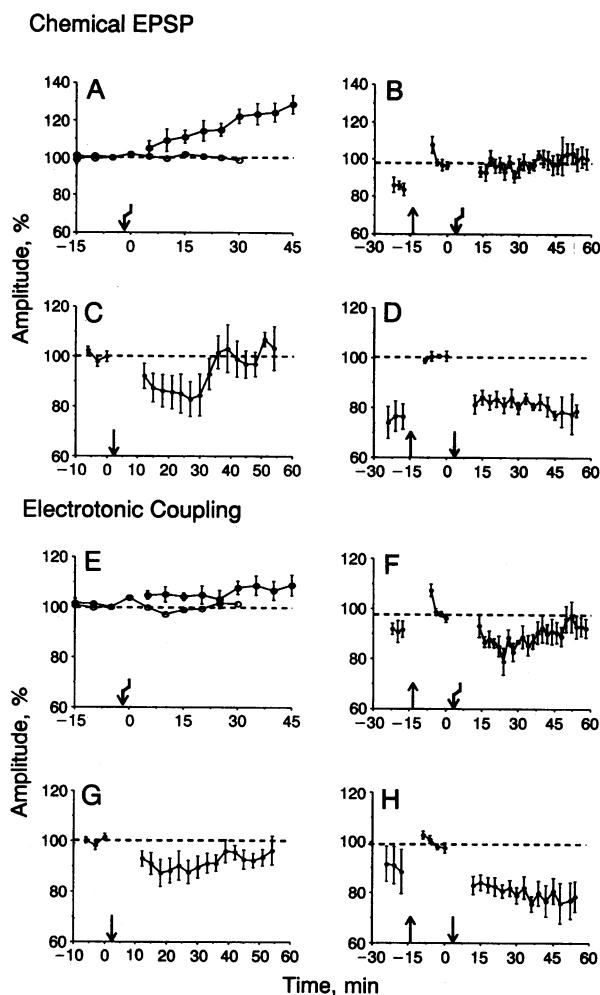 Chemical EPSP
A
140
120
100
80
60
−15 0 15 30 45
B
140
120
100
80
60
−30 −15 0 15 30 45 60
Amplitude, %
C
120
100
80
60
−10 0 10 20 30 40 50 60
D
120
100
80
60
−30 −15 0 15 30 45 60
Electrotonic Coupling
E
120
100
80
60
−15 0 15 30 45
F
120
100
80
60
−30 −15 0 15 30 45 60
Amplitude, %
G
120
100
80
60
−10 0 10 20 30 40 50 60
H
120
100
80
60
−30 −15 0 15 30 45 60
Time, min